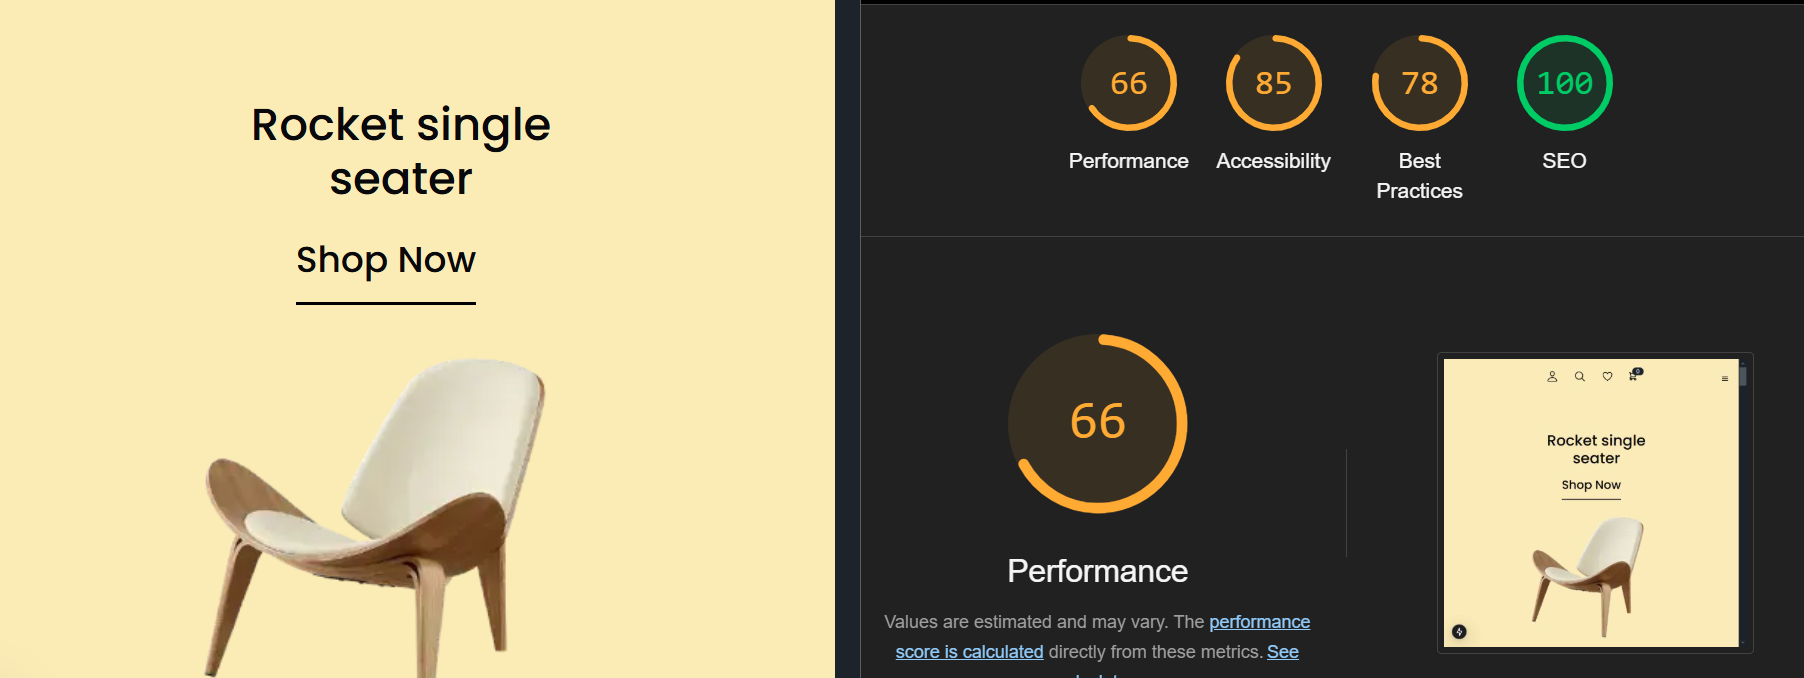 Rocket single
seater
Shop Now
66
85
78
100
Performance
Accessibility
Best
Practices
SEO
66
Performance
Values are estimated and may vary. The performance
score is calculated directly from these metrics. See
Rocket single
seater
Shop Now